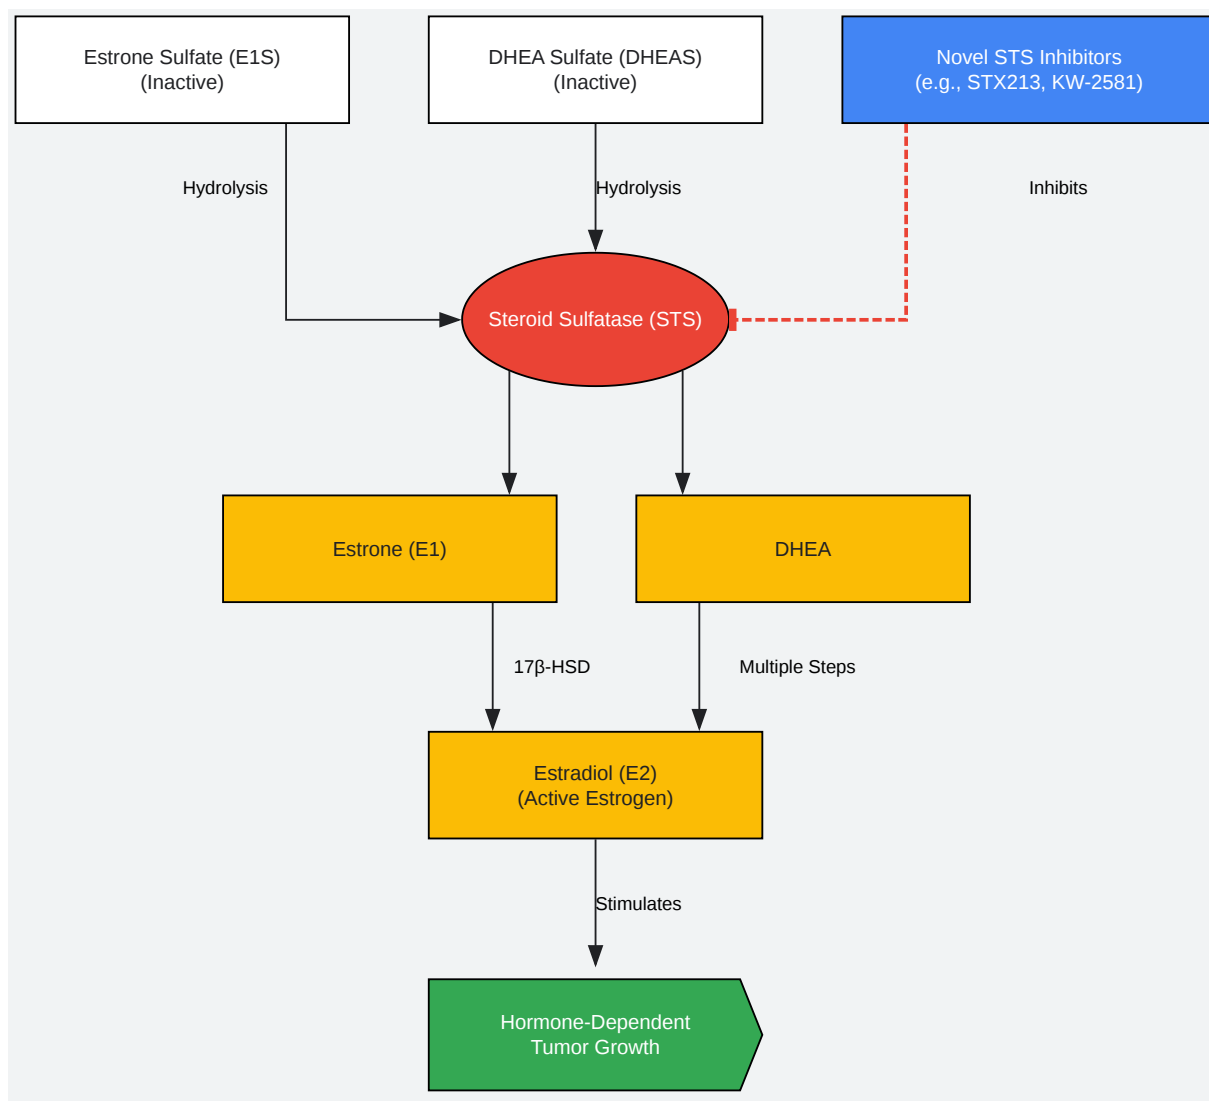 Estrone Sulfate (E1S)
(Inactive)
DHEA Sulfate (DHEAS)
(Inactive)
Novel STS Inhibitors
(e.g., STX213, KW-2581)
Hydrolysis
Hydrolysis
Inhibits
Steroid Sulfatase (STS)
Estrone (E1)
DHEA
17β-HSD
Multiple Steps
Estradiol (E2)
(Active Estrogen)
Stimulates
Hormone-Dependent
Tumor Growth